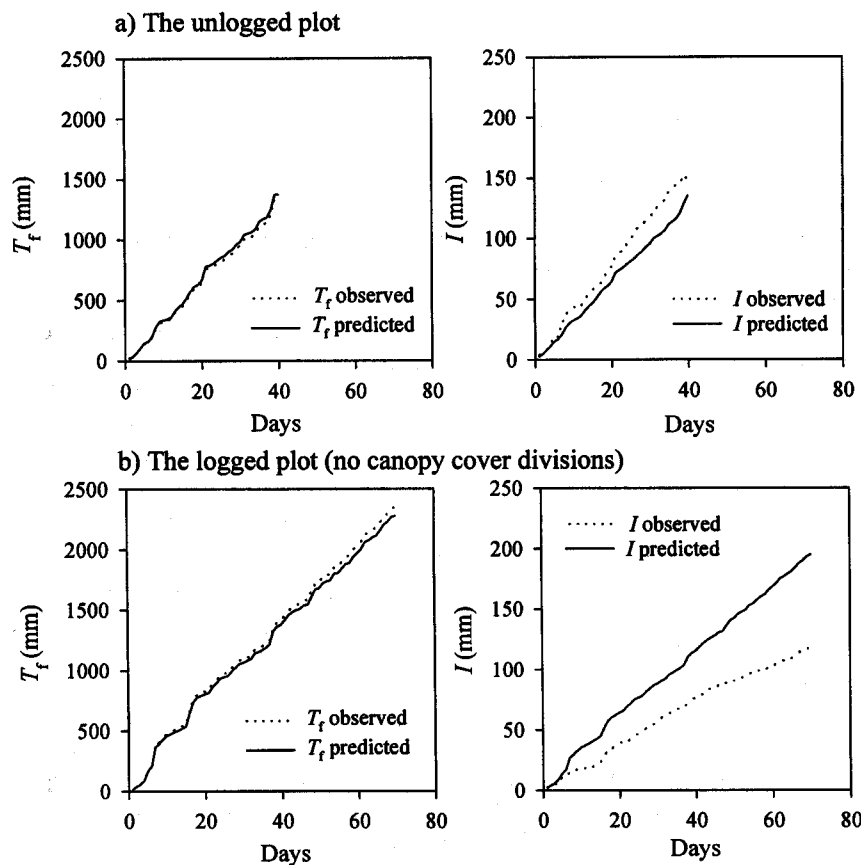 a) The unlogged plot
T_f (mm)
2500
2000
1500
1000
500
0
T_f observed
T_f predicted
0 20 40 60 80
Days
I (mm)
250
200
150
100
50
0
I observed
I predicted
0 20 40 60 80
Days
b) The logged plot (no canopy cover divisions)
T_f (mm)
2500
2000
1500
1000
500
0
T_f observed
T_f predicted
0 20 40 60 80
Days
I (mm)
250
200
150
100
50
0
I observed
I predicted
0 20 40 60 80
Days